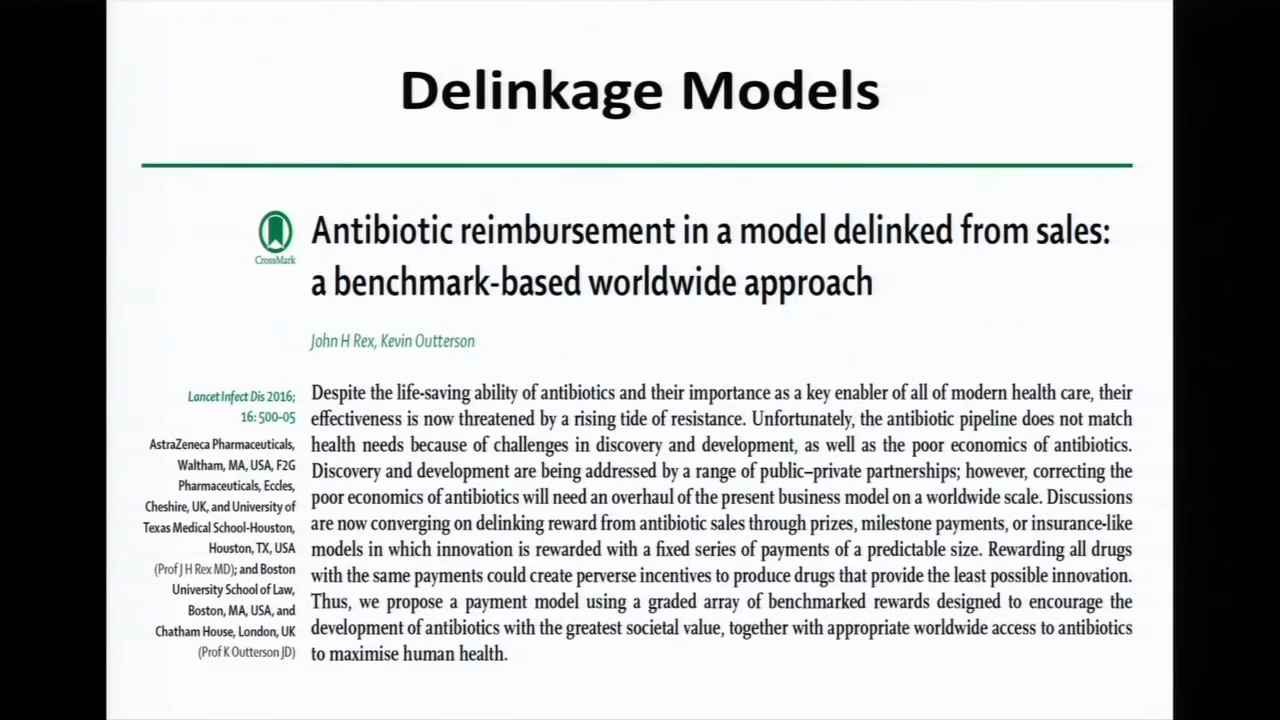 Delinkage Models
CrossMark
Antibiotic reimbursement in a model delinked from sales:
a benchmark-based worldwide approach
John H Rex, Kevin Outterson
Lancet Infect Dis 2016;
16: 500–05
AstraZeneca Pharmaceuticals,
Waltham, MA, USA, F2G
Pharmaceuticals, Eccles,
Cheshire, UK, and University of
Texas Medical School-Houston,
Houston, TX, USA
(Prof J H Rex MD); and Boston
University School of Law,
Boston, MA, USA, and
Chatham House, London, UK
(Prof K Outterson JD)
Despite the life-saving ability of antibiotics and their importance as a key enabler of all of modern health care, their
effectiveness is now threatened by a rising tide of resistance. Unfortunately, the antibiotic pipeline does not match
health needs because of challenges in discovery and development, as well as the poor economics of antibiotics.
Discovery and development are being addressed by a range of public–private partnerships; however, correcting the
poor economics of antibiotics will need an overhaul of the present business model on a worldwide scale. Discussions
are now converging on delinking reward from antibiotic sales through prizes, milestone payments, or insurance-like
models in which innovation is rewarded with a fixed series of payments of a predictable size. Rewarding all drugs
with the same payments could create perverse incentives to produce drugs that provide the least possible innovation.
Thus, we propose a payment model using a graded array of benchmarked rewards designed to encourage the
development of antibiotics with the greatest societal value, together with appropriate worldwide access to antibiotics
to maximise human health.